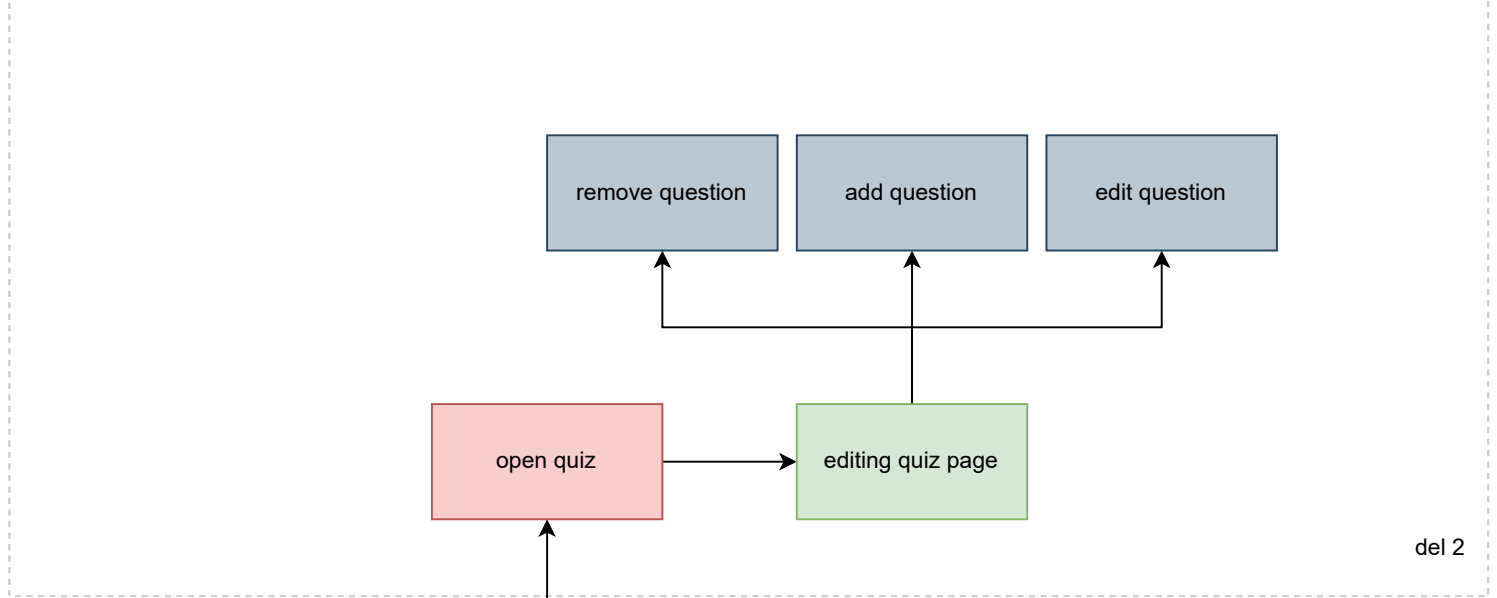 remove question
add question
edit question
open quiz
editing quiz page
del 2